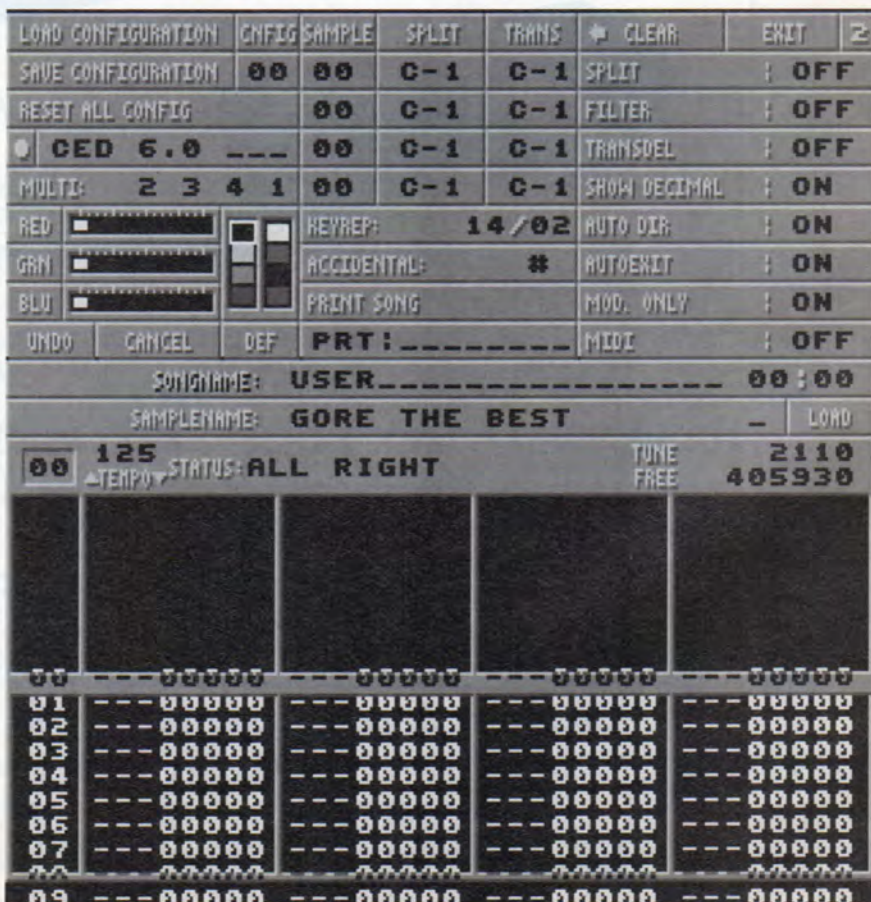 LOAD CONFIGURATION CNFIG SAMPLE SPLIT TRANS CLEAR EXIT 2
SAVE CONFIGURATION 00 00 C-1 C-1 SPLIT : OFF
RESET ALL CONFIG 00 C-1 C-1 FILTER : OFF
CED 6.0 ___ 00 C-1 C-1 TRANSDEL : OFF
MULTI: 2 3 4 1 00 C-1 C-1 SHOW DECIMAL : ON
RED KEYREP: 14/02 AUTO DIR : ON
GRN ACCIDENTAL: # AUTOEXIT : ON
BLU PRINT SONG MOD. ONLY : ON
UNDO CANCEL DEF PRT:________ MIDI : OFF
SONGNAME: USER________________ 00:00
SAMPLENAME: GORE THE BEST _ LOAD
00 125 TEMPO STATUS: ALL RIGHT TUNE 2110
FREE 405930
00 ---00000 ---00000 ---00000 ---00000
01 ---00000 ---00000 ---00000 ---00000
02 ---00000 ---00000 ---00000 ---00000
03 ---00000 ---00000 ---00000 ---00000
04 ---00000 ---00000 ---00000 ---00000
05 ---00000 ---00000 ---00000 ---00000
06 ---00000 ---00000 ---00000 ---00000
07 ---00000 ---00000 ---00000 ---00000
09 ---00000 ---00000 ---00000 ---00000